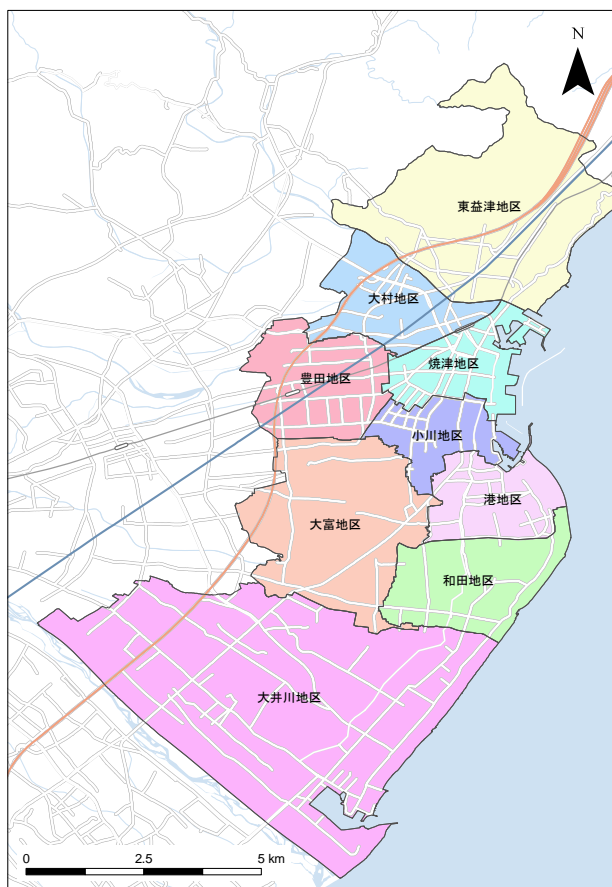 N
東益津地区
大村地区
焼津地区
豊田地区
小川地区
港地区
大富地区
和田地区
大井川地区
0 2.5 5 km